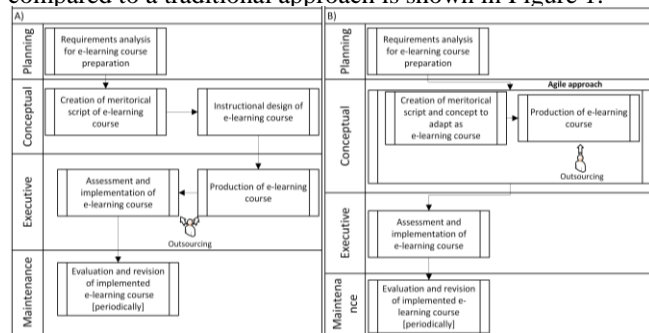 compared to a traditional approach is shown in Figure 1.
A)
Planning
Requirements analysis
for e-learning course
preparation
Conceptual
Creation of meritorical
script of e-learning
course
Instructional design of
e-learning course
Executive
Assessment and
implementation of
e-learning course
Production of e-learning
course
Outsourcing
Maintenance
Evaluation and revision
of implemented
e-learning course
[periodically]
B)
Planning
Requirements analysis
for e-learning course
preparation
Agile approach
Conceptual
Creation of meritorical
script and concept to
adapt as
e-learning course
Production of e-learning
course
Outsourcing
Executive
Assessment and
implementation of
e-learning course
Maintena
nce
Evaluation and revision
of implemented e-
learning course
[periodically]